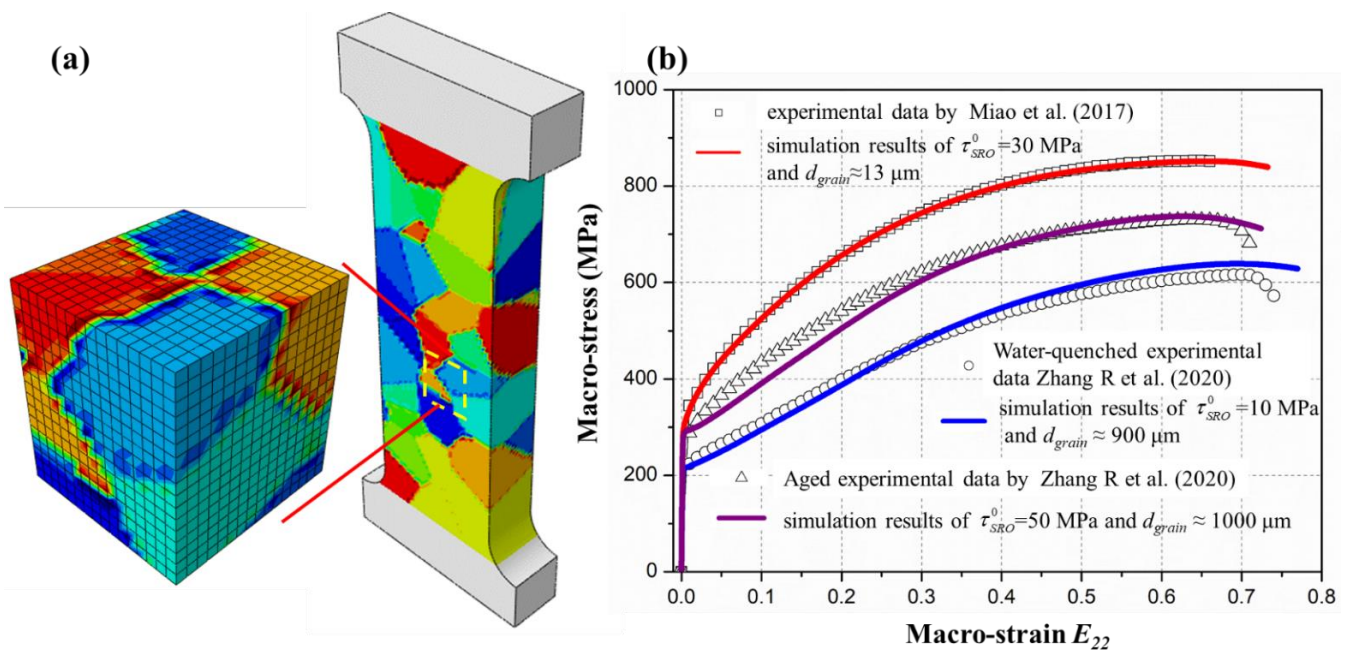 (a)
(b)
Macro-stress (MPa)
1000
800
600
400
200
0
experimental data by Miao et al. (2017)
simulation results of τ⁰SRO=30 MPa
and dgrain≈13 μm
Water-quenched experimental
data Zhang R et al. (2020)
simulation results of τ⁰SRO=10 MPa
and dgrain ≈ 900 μm
Aged experimental data by Zhang R et al. (2020)
simulation results of τ⁰SRO=50 MPa and dgrain ≈ 1000 μm
0.0 0.1 0.2 0.3 0.4 0.5 0.6 0.7 0.8
Macro-strain E22